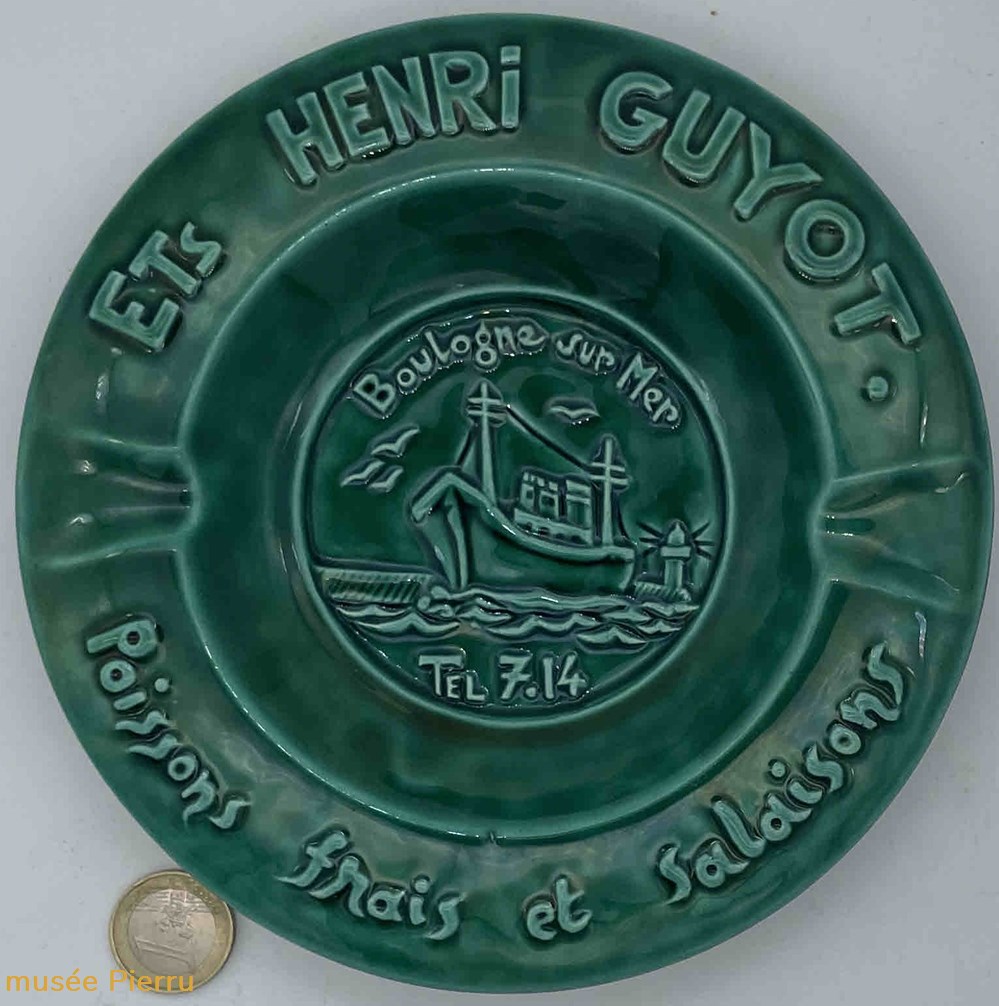 Ets HENRi GUYOT.
Boulogne sur Mer
TEL 7.14
Poissons frais et salaisons
musée Pierru